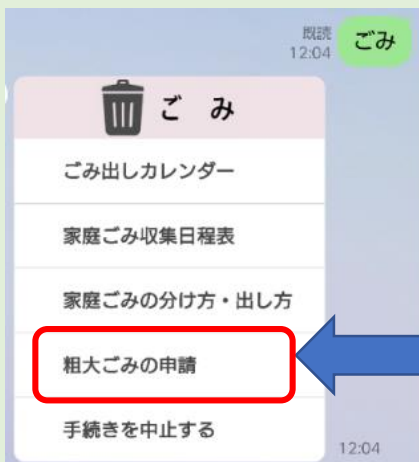 既読
12:04
ごみ
ごみ
ごみ出しカレンダー
家庭ごみ収集日程表
家庭ごみの分け方・出し方
粗大ごみの申請
手続きを中止する
12:04